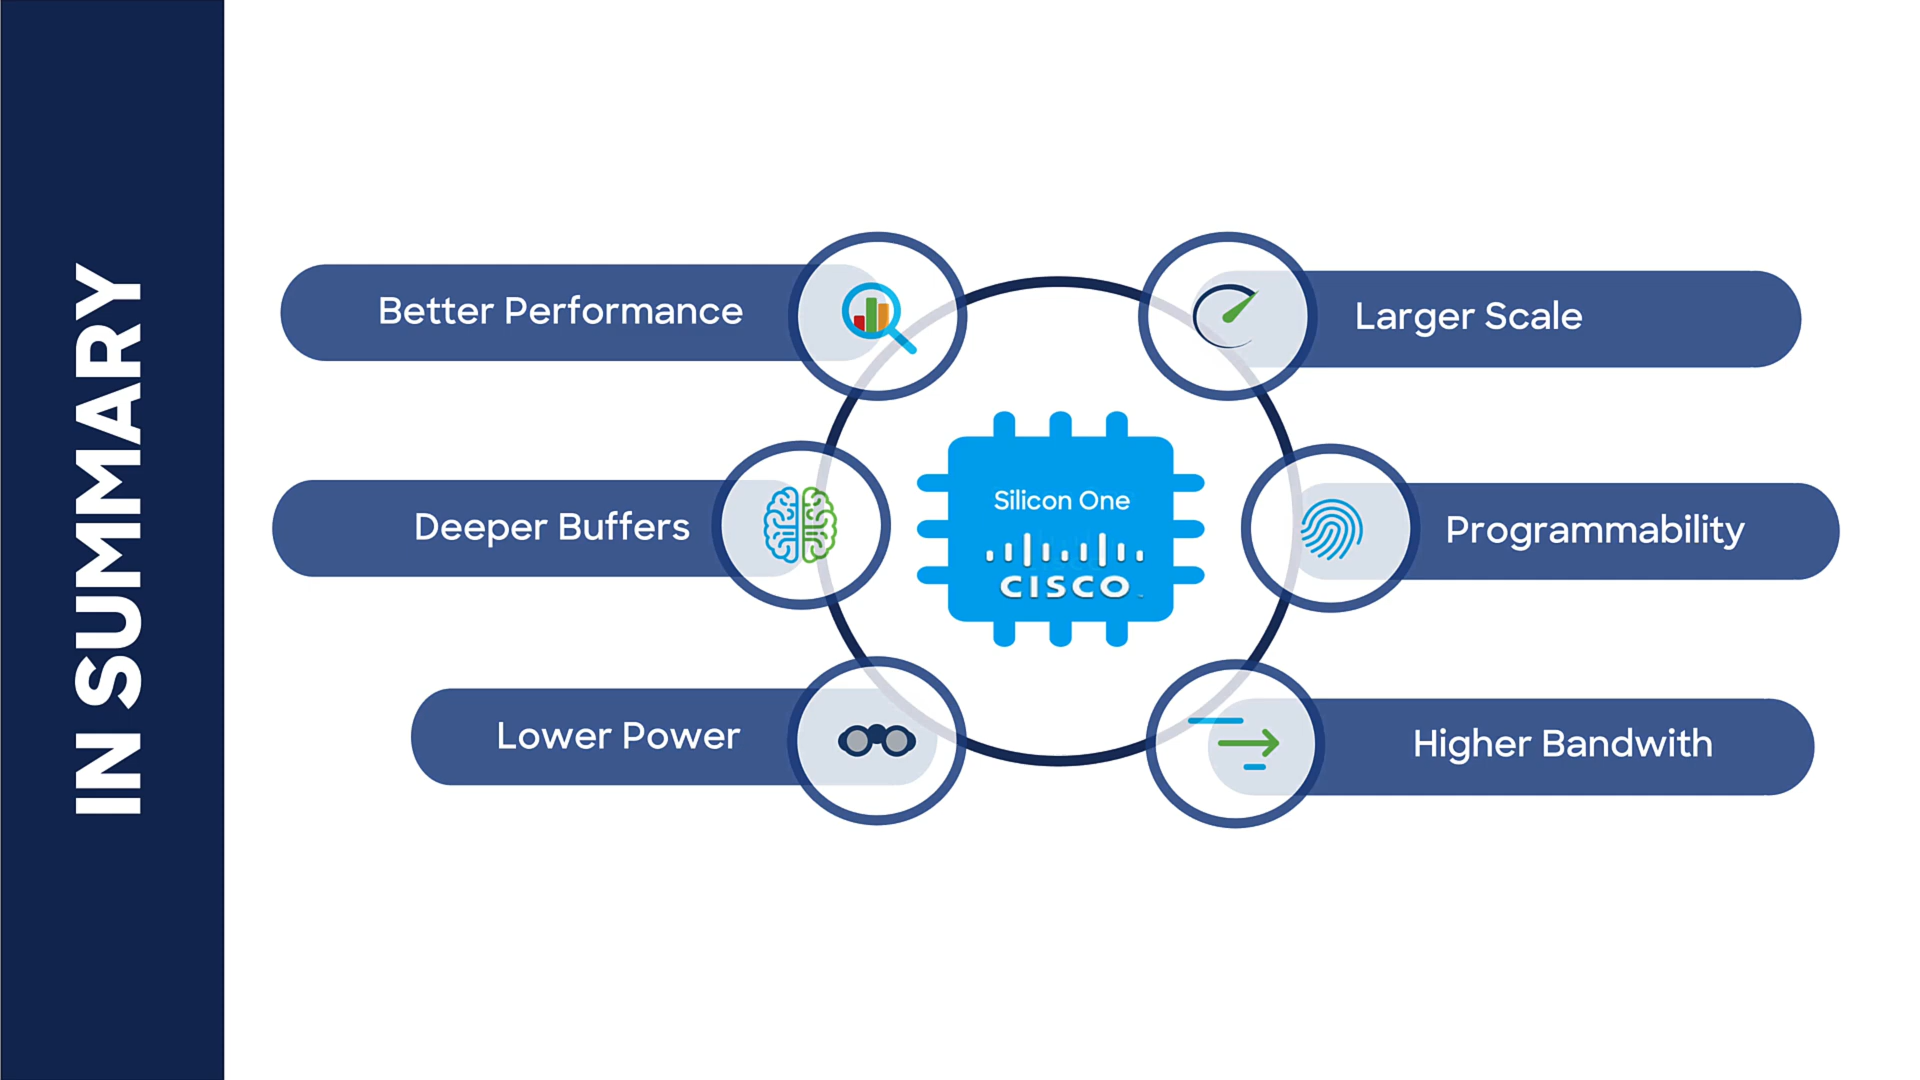 IN SUMMARY
Better Performance
Larger Scale
Silicon One
CISCO
Deeper Buffers
Programmability
Lower Power
Higher Bandwith